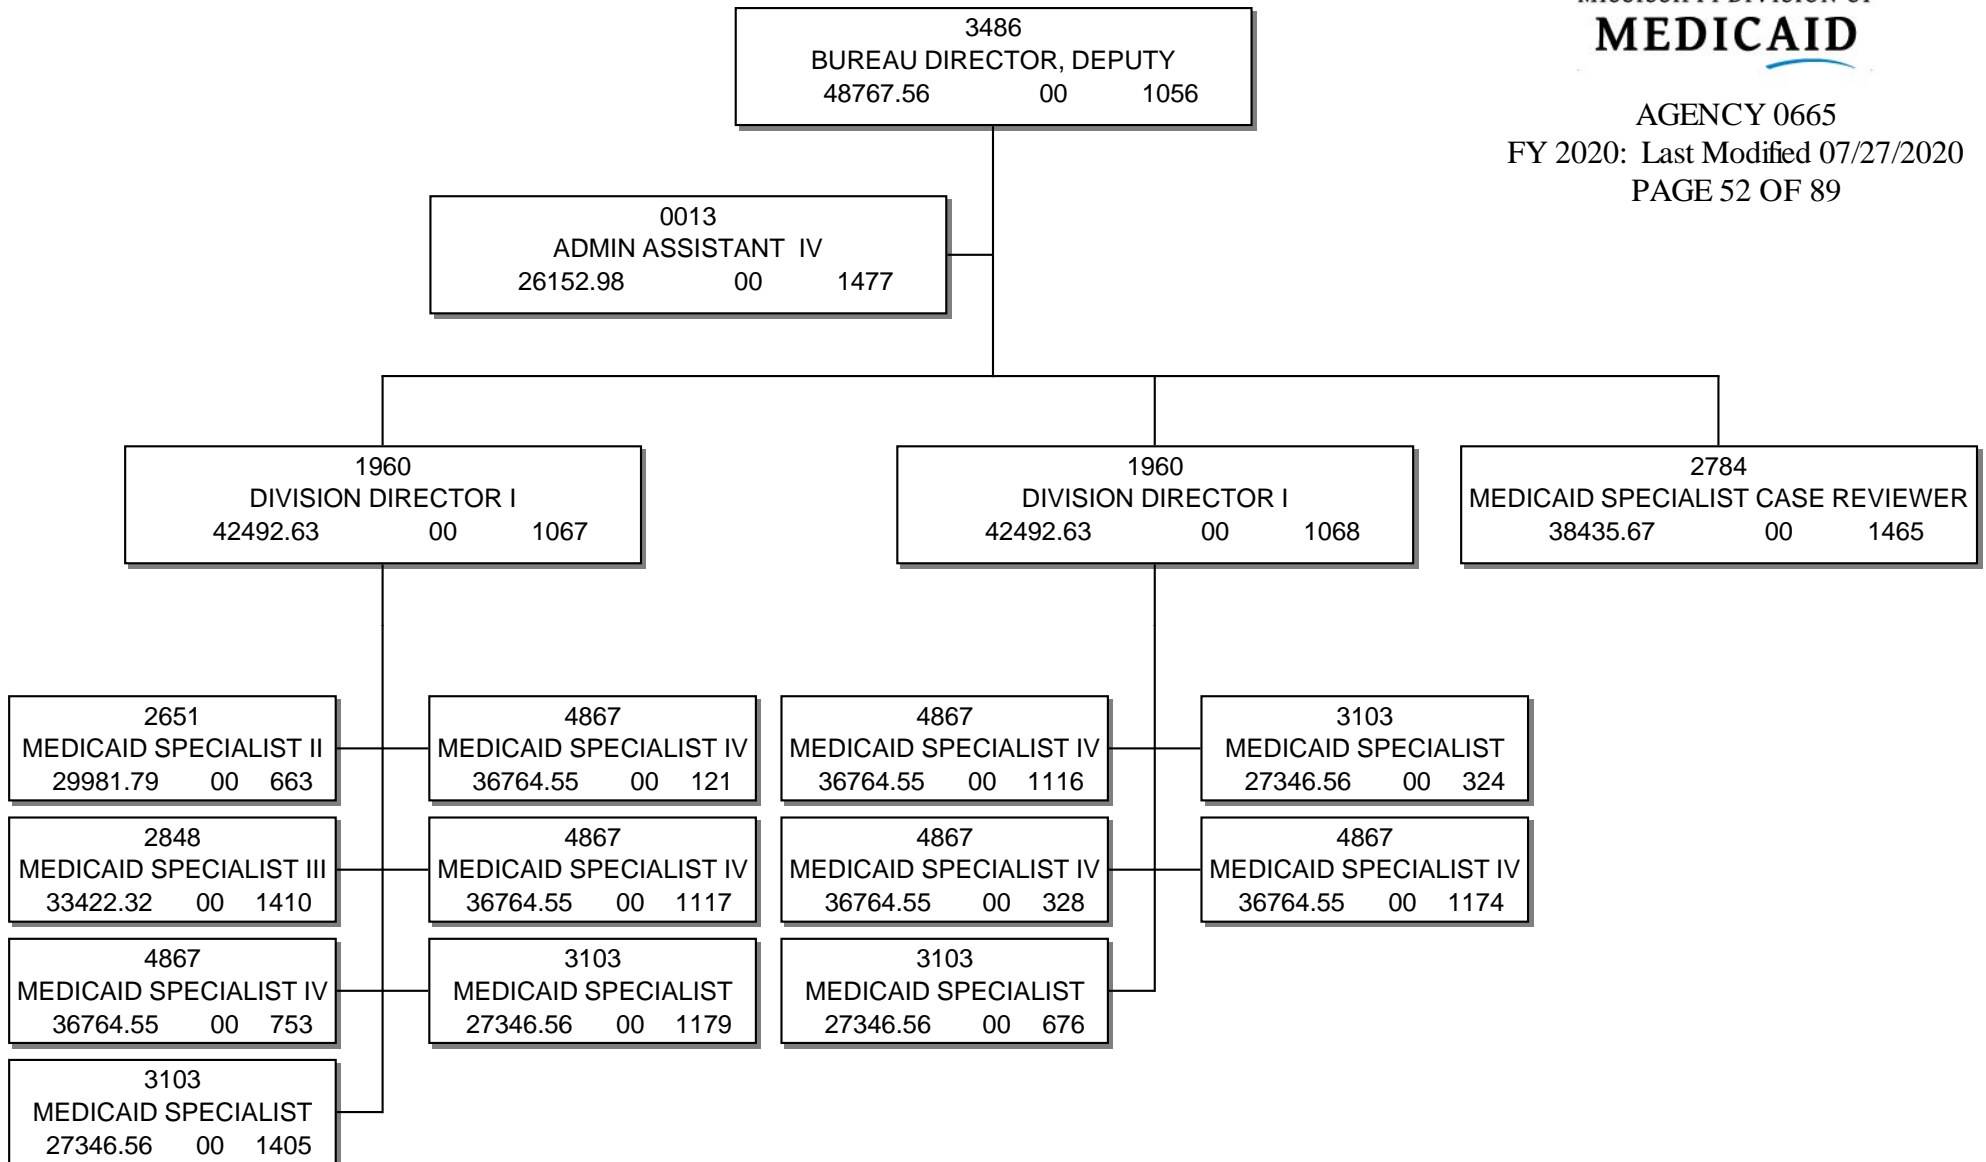 MEDICAID
AGENCY 0665
FY 2020: Last Modified 07/27/2020
PAGE 52 OF 89
3486
BUREAU DIRECTOR, DEPUTY
48767.56 00 1056
0013
ADMIN ASSISTANT IV
26152.98 00 1477
1960
DIVISION DIRECTOR I
42492.63 00 1067
1960
DIVISION DIRECTOR I
42492.63 00 1068
2784
MEDICAID SPECIALIST CASE REVIEWER
38435.67 00 1465
2651
MEDICAID SPECIALIST II
29981.79 00 663
4867
MEDICAID SPECIALIST IV
36764.55 00 121
4867
MEDICAID SPECIALIST IV
36764.55 00 1116
3103
MEDICAID SPECIALIST
27346.56 00 324
2848
MEDICAID SPECIALIST III
33422.32 00 1410
4867
MEDICAID SPECIALIST IV
36764.55 00 1117
4867
MEDICAID SPECIALIST IV
36764.55 00 328
4867
MEDICAID SPECIALIST IV
36764.55 00 1174
4867
MEDICAID SPECIALIST IV
36764.55 00 753
3103
MEDICAID SPECIALIST
27346.56 00 1179
3103
MEDICAID SPECIALIST
27346.56 00 676
3103
MEDICAID SPECIALIST
27346.56 00 1405